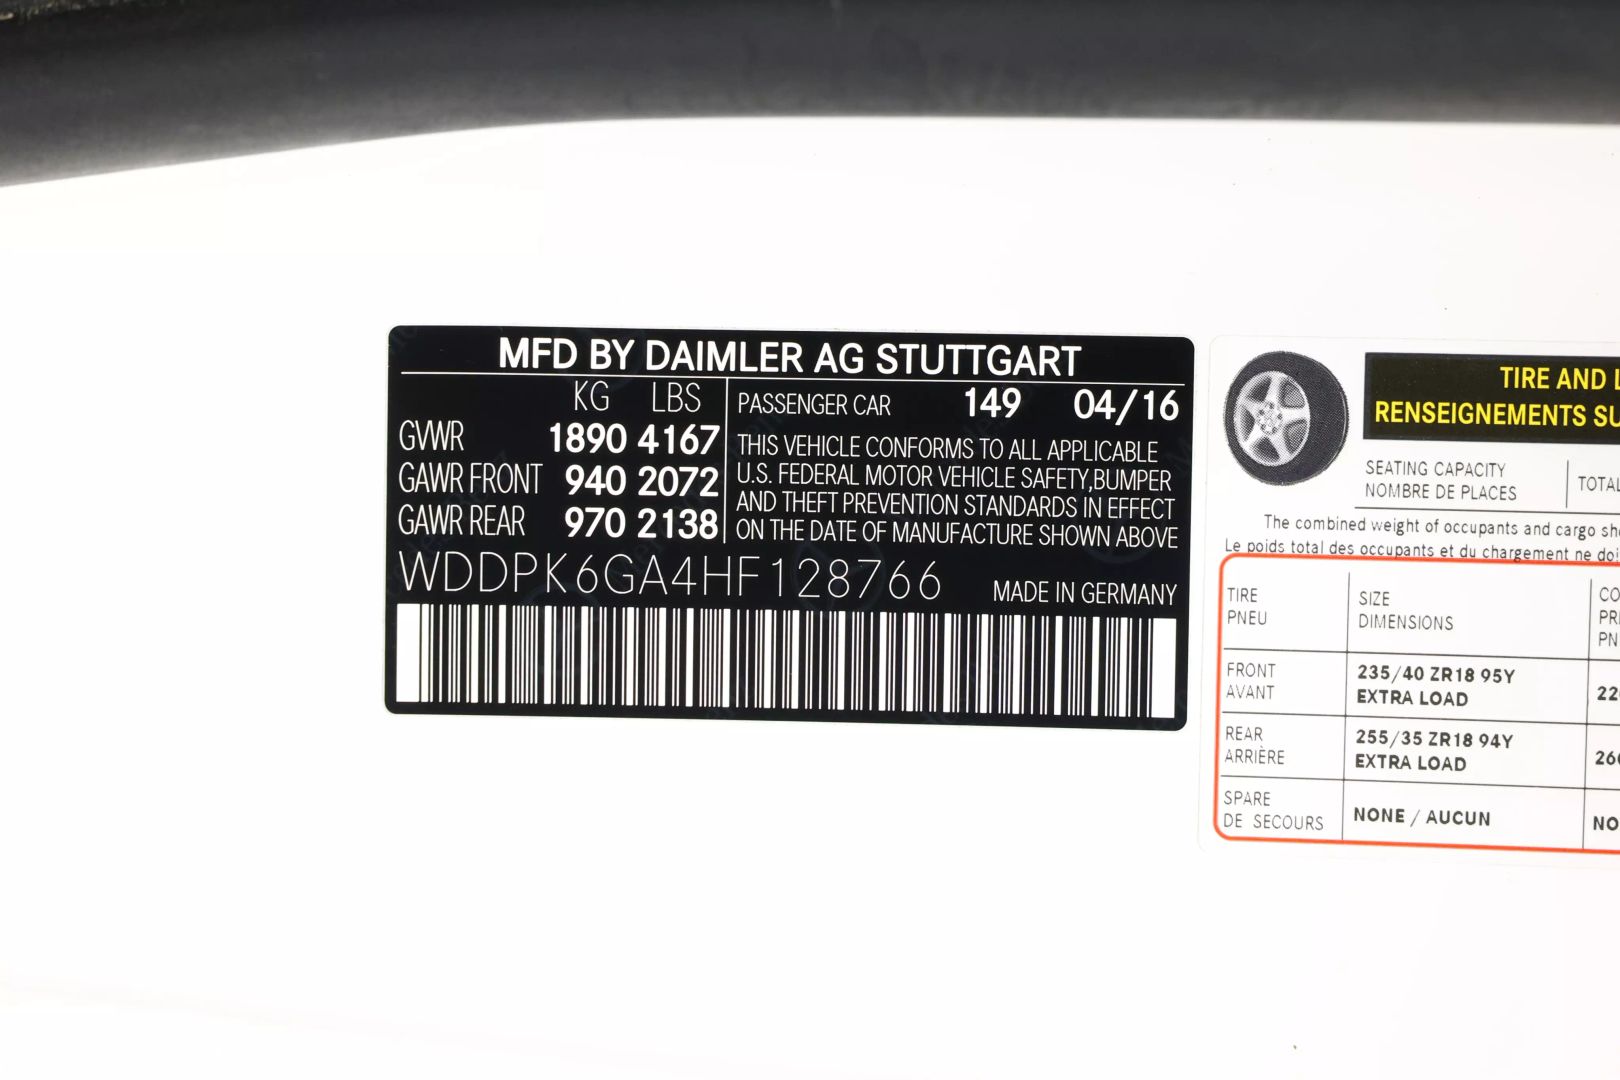 MFD BY DAIMLER AG STUTTGART
KG LBS
GVWR 1890 4167
GAWR FRONT 940 2072
GAWR REAR 970 2138
PASSENGER CAR 149 04/16
THIS VEHICLE CONFORMS TO ALL APPLICABLE
U.S. FEDERAL MOTOR VEHICLE SAFETY,BUMPER
AND THEFT PREVENTION STANDARDS IN EFFECT
ON THE DATE OF MANUFACTURE SHOWN ABOVE
WDDPK6GA4HF128766 MADE IN GERMANY
TIRE AND
RENSEIGNEMENTS
SEATING CAPACITY
NOMBRE DE PLACES
TOTAL
The combined weight of occupants and cargo
Le poids total des occupants et du chargement ne
TIRE
PNEU
SIZE
DIMENSIONS
FRONT
AVANT
235/40 ZR18 95Y
EXTRA LOAD
REAR
ARRIÈRE
255/35 ZR18 94Y
EXTRA LOAD
SPARE
DE SECOURS
NONE / AUCUN